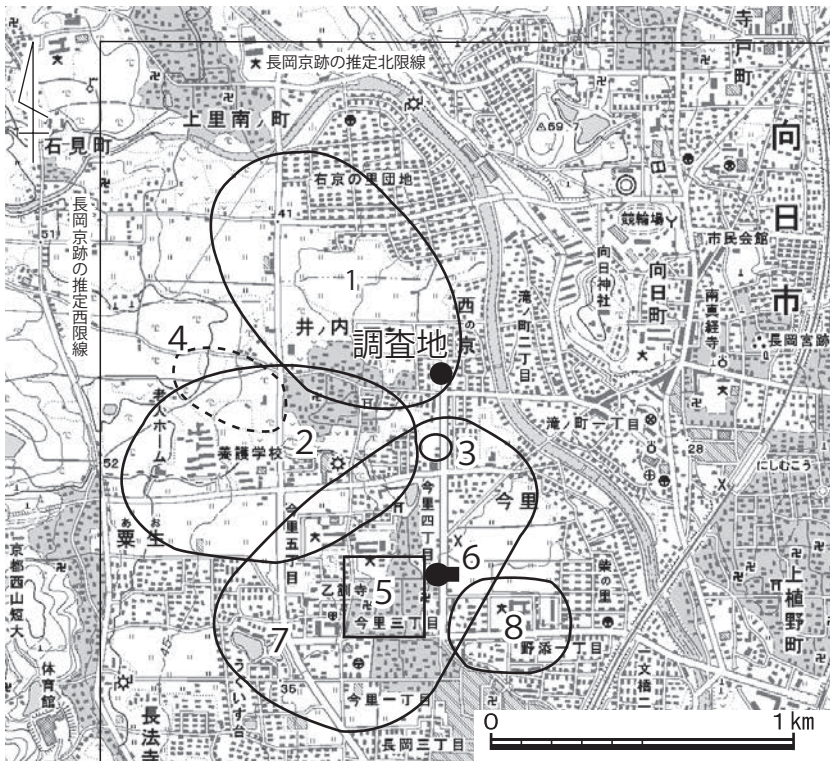 長岡京跡の推定北限線
寺戸町
上里南ノ町
石見町
59
向日市
長岡京跡の推定西限線
右京の里団地
競輪場
市民会館
41
51
1
向日神社
向日町
西の京
滝ノ町二丁目
南真経寺
長岡宮跡
井ノ内
調査地
4
老人ホーム
2
養護学校
3
滝ノ町一丁目
28
にしむこう
52
今里
粟生
あお
今里五丁目
今里四丁目
6
5
乙訓寺
柴の里
上植野町
京都西山短大
今里三丁目
8
7
野添一丁目
45
うぐいす台
体育館
35
今里一丁目
一文橋二
長法寺
長岡三丁目
0
1km